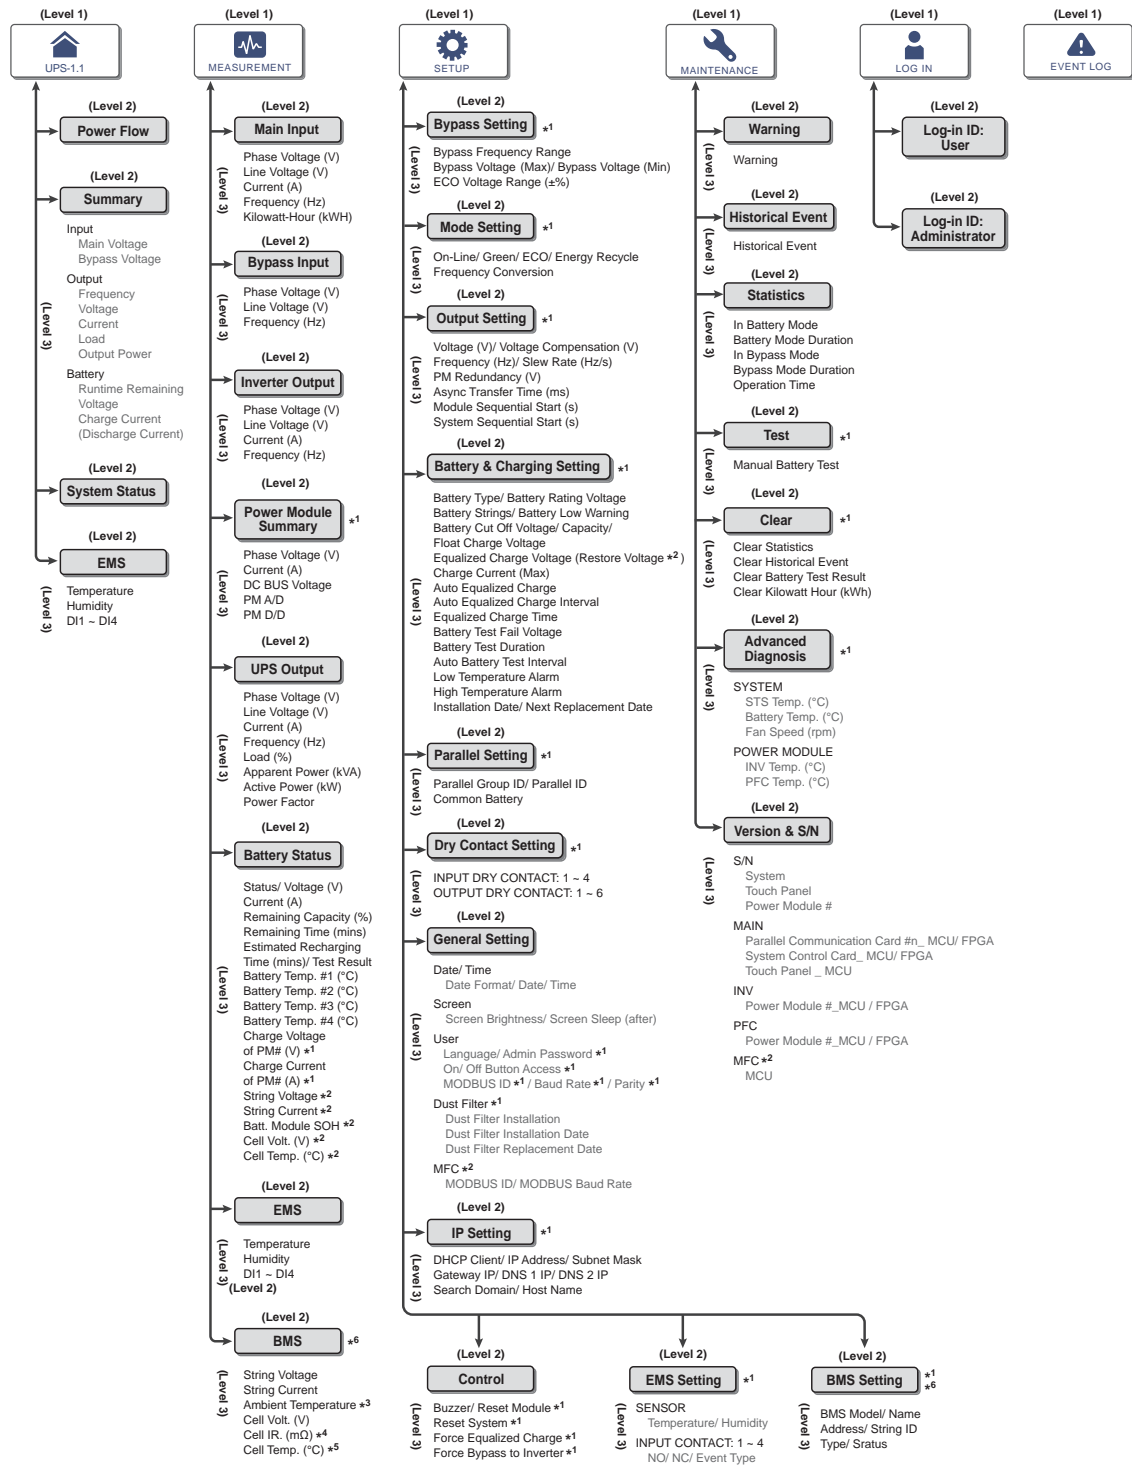 (Level 1)
UPS-1.1
(Level 2)
Power Flow
(Level 2)
Summary
(Level 3)
Input
Main Voltage
Bypass Voltage
Output
Frequency
Voltage
Current
Load
Output Power
Battery
Runtime Remaining
Voltage
Charge Current
(Discharge Current)
(Level 2)
System Status
(Level 2)
EMS
(Level 3)
Temperature
Humidity
DI1 ~ DI4
(Level 1)
MEASUREMENT
(Level 2)
Main Input
(Level 3)
Phase Voltage (V)
Line Voltage (V)
Current (A)
Frequency (Hz)
Kilowatt-Hour (kWH)
(Level 2)
Bypass Input
(Level 3)
Phase Voltage (V)
Line Voltage (V)
Frequency (Hz)
(Level 2)
Inverter Output
(Level 3)
Phase Voltage (V)
Line Voltage (V)
Current (A)
Frequency (Hz)
(Level 2)
Power Module
Summary *1
(Level 3)
Phase Voltage (V)
Current (A)
DC BUS Voltage
PM A/D
PM D/D
(Level 2)
UPS Output
(Level 3)
Phase Voltage (V)
Line Voltage (V)
Current (A)
Frequency (Hz)
Load (%)
Apparent Power (kVA)
Active Power (kW)
Power Factor
(Level 2)
Battery Status
(Level 3)
Status/ Voltage (V)
Current (A)
Remaining Capacity (%)
Remaining Time (mins)
Estimated Recharging
Time (mins)/ Test Result
Battery Temp. #1 (°C)
Battery Temp. #2 (°C)
Battery Temp. #3 (°C)
Battery Temp. #4 (°C)
Charge Voltage
of PM# (V) *1
Charge Current
of PM# (A) *1
String Voltage *2
String Current *2
Batt. Module SOH *2
Cell Volt. (V) *2
Cell Temp. (°C) *2
(Level 2)
EMS
(Level 3)
Temperature
Humidity
DI1 ~ DI4
(Level 2)
(Level 2)
BMS *6
(Level 3)
String Voltage
String Current
Ambient Temperature *3
Cell Volt. (V)
Cell IR. (mΩ) *4
Cell Temp. (°C) *5
(Level 1)
SETUP
(Level 2)
Bypass Setting *1
(Level 3)
Bypass Frequency Range
Bypass Voltage (Max)/ Bypass Voltage (Min)
ECO Voltage Range (±%)
(Level 2)
Mode Setting *1
(Level 3)
On-Line/ Green/ ECO/ Energy Recycle
Frequency Conversion
(Level 2)
Output Setting *1
(Level 3)
Voltage (V)/ Voltage Compensation (V)
Frequency (Hz)/ Slew Rate (Hz/s)
PM Redundancy (V)
Async Transfer Time (ms)
Module Sequential Start (s)
System Sequential Start (s)
(Level 2)
Battery & Charging Setting *1
(Level 3)
Battery Type/ Battery Rating Voltage
Battery Strings/ Battery Low Warning
Battery Cut Off Voltage/ Capacity/
Float Charge Voltage
Equalized Charge Voltage (Restore Voltage *2 )
Charge Current (Max)
Auto Equalized Charge
Auto Equalized Charge Interval
Equalized Charge Time
Battery Test Fail Voltage
Battery Test Duration
Auto Battery Test Interval
Low Temperature Alarm
High Temperature Alarm
Installation Date/ Next Replacement Date
(Level 2)
Parallel Setting *1
(Level 3)
Parallel Group ID/ Parallel ID
Common Battery
(Level 2)
Dry Contact Setting *1
(Level 3)
INPUT DRY CONTACT: 1 ~ 4
OUTPUT DRY CONTACT: 1 ~ 6
(Level 2)
General Setting
(Level 3)
Date/ Time
Date Format/ Date/ Time
Screen
Screen Brightness/ Screen Sleep (after)
User
Language/ Admin Password *1
On/ Off Button Access *1
MODBUS ID *1 / Baud Rate *1 / Parity *1
Dust Filter *1
Dust Filter Installation
Dust Filter Installation Date
Dust Filter Replacement Date
MFC *2
MODBUS ID/ MODBUS Baud Rate
(Level 2)
IP Setting *1
(Level 3)
DHCP Client/ IP Address/ Subnet Mask
Gateway IP/ DNS 1 IP/ DNS 2 IP
Search Domain/ Host Name
(Level 2)
Control
(Level 3)
Buzzer/ Reset Module *1
Reset System *1
Force Equalized Charge *1
Force Bypass to Inverter *1
(Level 2)
EMS Setting *1
(Level 3)
SENSOR
Temperature/ Humidity
INPUT CONTACT: 1 ~ 4
NO/ NC/ Event Type
(Level 2)
BMS Setting *1
*6
(Level 3)
BMS Model/ Name
Address/ String ID
Type/ Sratus
(Level 1)
MAINTENANCE
(Level 2)
Warning
(Level 3)
Warning
(Level 2)
Historical Event
(Level 3)
Historical Event
(Level 2)
Statistics
(Level 3)
In Battery Mode
Battery Mode Duration
In Bypass Mode
Bypass Mode Duration
Operation Time
(Level 2)
Test *1
(Level 3)
Manual Battery Test
(Level 2)
Clear *1
(Level 3)
Clear Statistics
Clear Historical Event
Clear Battery Test Result
Clear Kilowatt Hour (kWh)
(Level 2)
Advanced
Diagnosis *1
(Level 3)
SYSTEM
STS Temp. (°C)
Battery Temp. (°C)
Fan Speed (rpm)
POWER MODULE
INV Temp. (°C)
PFC Temp. (°C)
(Level 2)
Version & S/N
(Level 3)
S/N
System
Touch Panel
Power Module #
MAIN
Parallel Communication Card #n_ MCU/ FPGA
System Control Card_ MCU/ FPGA
Touch Panel _ MCU
INV
Power Module #_MCU / FPGA
PFC
Power Module #_MCU / FPGA
MFC *2
MCU
(Level 1)
LOG IN
(Level 2)
Log-in ID:
User
(Level 2)
Log-in ID:
Administrator
(Level 1)
EVENT LOG